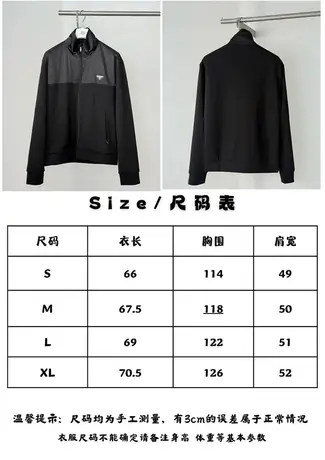 Size/尺码表
尺码 衣长 胸围 肩宽
S 66 114 49
M 67.5 118 50
L 69 122 51
XL 70.5 126 52
温馨提示: 尺码均为手工测量、有3cm的误差属于正常情况
衣服尺码不能确定请备注身高 体重等基本参数